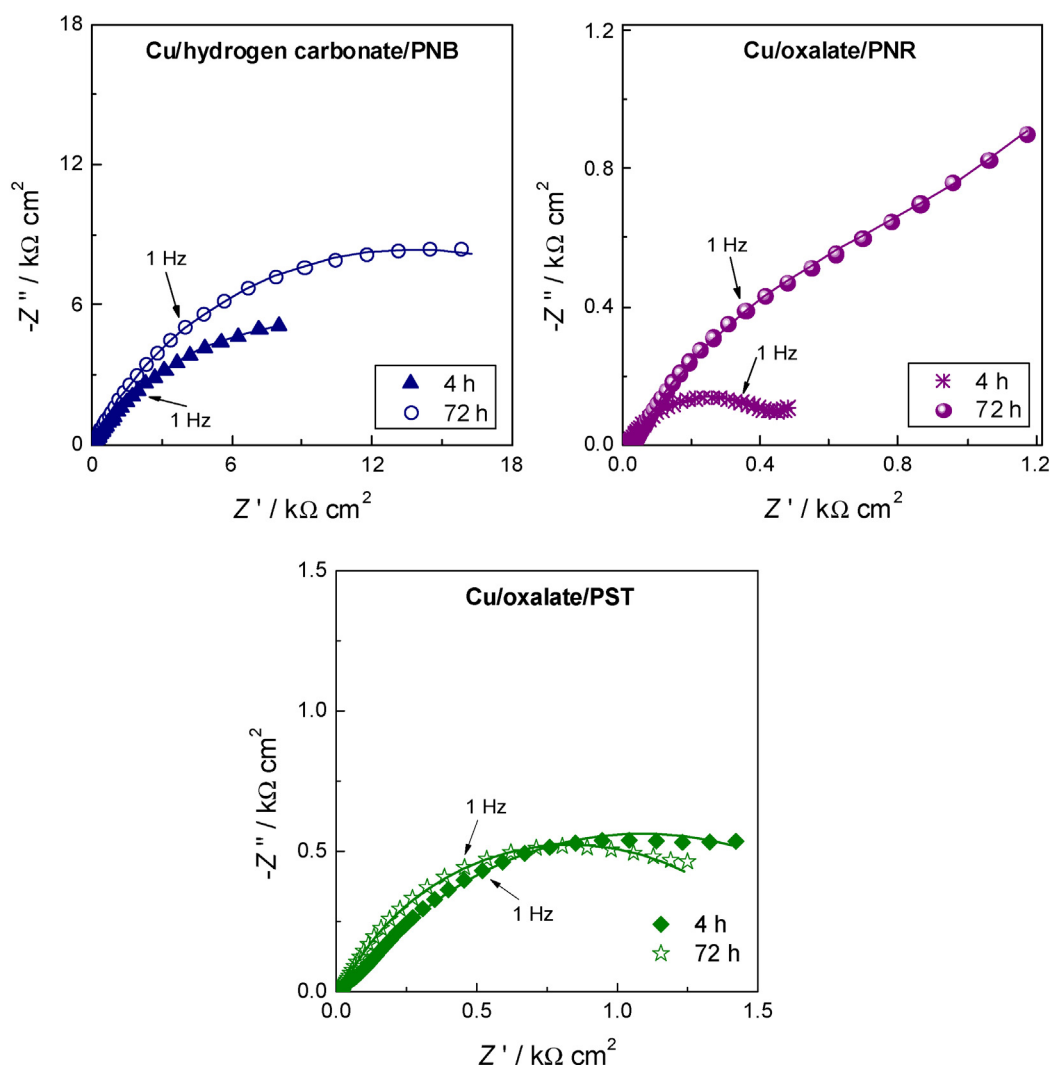 Cu/hydrogen carbonate/PNB
18
13
6
0
-Z '' / kΩ cm2
1 Hz
1 Hz
4 h
72 h
0
6
12
18
Z ' / kΩ cm2
Cu/oxalate/PNR
1.2
0.8
0.4
0.0
-Z '' / kΩ cm2
1 Hz
1 Hz
4 h
72 h
0.0
0.4
0.8
1.2
Z ' / kΩ cm2
Cu/oxalate/PST
1.5
1.0
0.5
0.0
-Z '' / kΩ cm2
1 Hz
1 Hz
4 h
72 h
0.0
0.5
1.0
1.5
Z ' / kΩ cm2